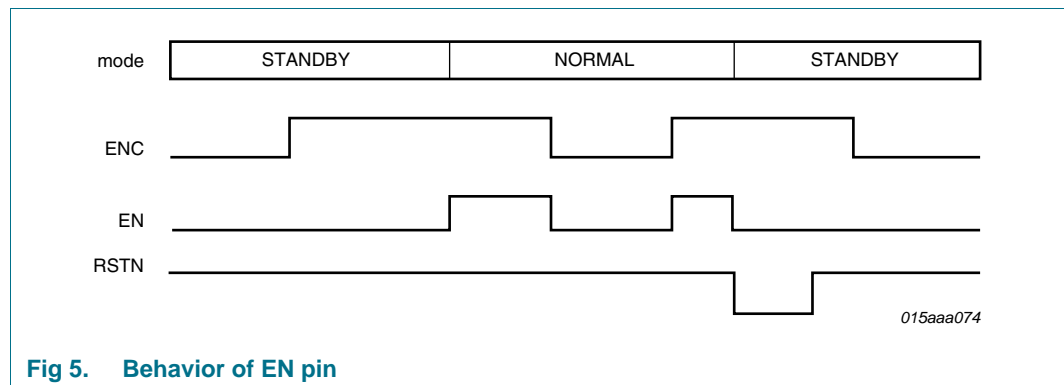 mode STANDBY NORMAL STANDBY
ENC
EN
RSTN
015aaa074
Fig 5. Behavior of EN pin